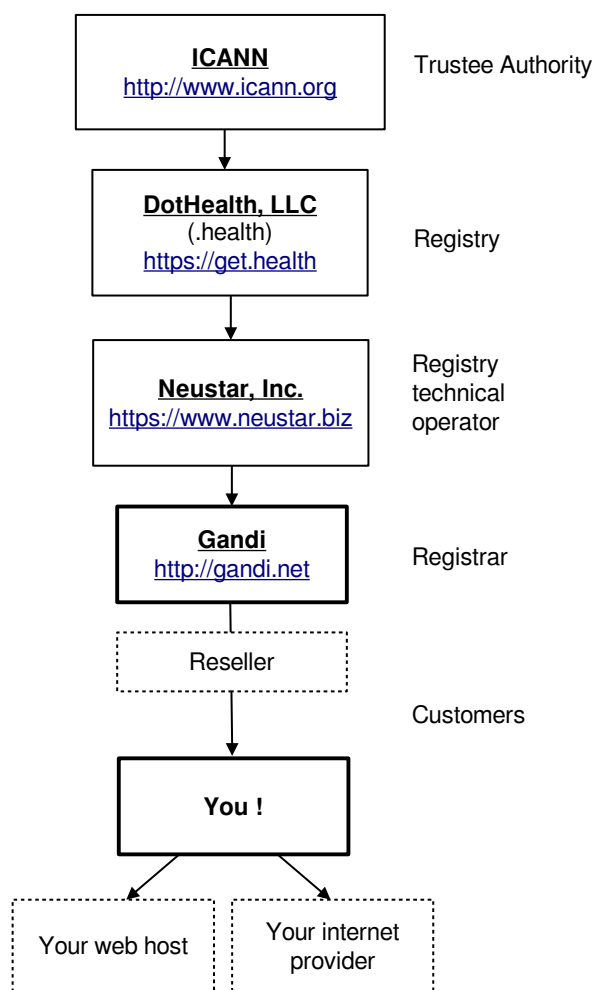 ICANN
http://www.icann.org
Trustee Authority
DotHealth, LLC
(.health)
https://get.health
Registry
Neustar, Inc.
https://www.neustar.biz
Registry
technical
operator
Gandi
http://gandi.net
Registrar
Reseller
Customers
You !
Your web host
Your internet
provider